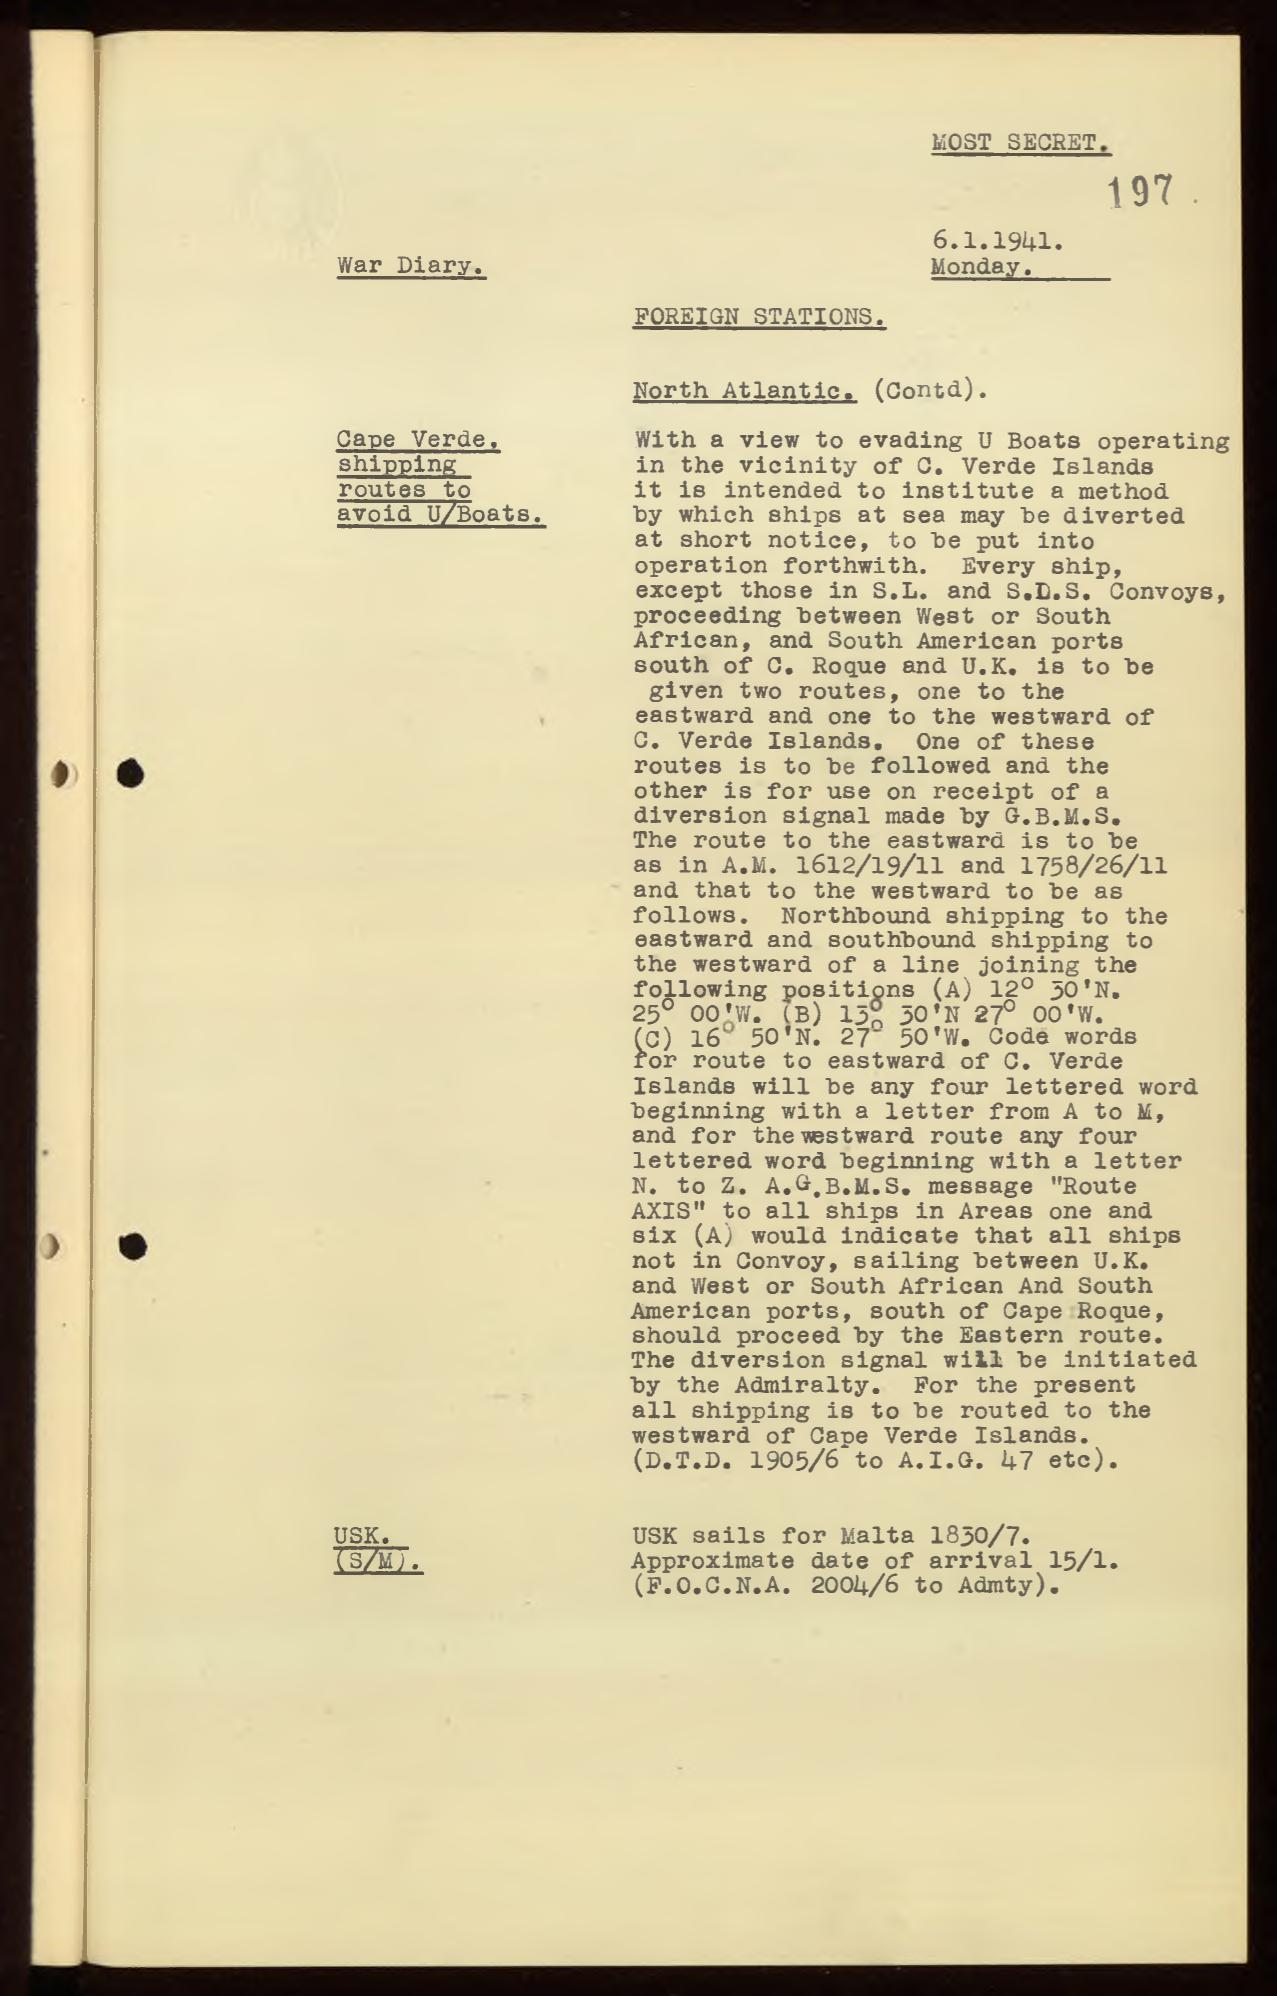 MOST SECRET.
197
6.1.1941.
War Diary.
Monday.
FOREIGN STATIONS.
North Atlantic. (Contd).
Cape Verde,
shipping
routes to
avoid U/Boats.
With a view to evading U Boats operating
in the vicinity of C. Verde Islands
it is intended to institute a method
by which ships at sea may be diverted
at short notice, to be put into
operation forthwith. Every ship,
except those in S.L. and S.L.S. Convoys,
proceeding between West or South
African, and South American ports
south of C. Roque and U.K. is to be
given two routes, one to the
eastward and one to the westward of
C. Verde Islands. One of these
routes is to be followed and the
other is for use on receipt of a
diversion signal made by G.B.M.S.
The route to the eastward is to be
as in A.M. 1612/19/11 and 1758/26/11
and that to the westward to be as
follows. Northbound shipping to the
eastward and southbound shipping to
the westward of a line joining the
following positions (A) 12° 30'N.
25° 00'W. (B) 13° 30'N 27° 00'W.
(C) 16° 50'N. 27° 50'W. Code words
for route to eastward of C. Verde
Islands will be any four lettered word
beginning with a letter from A to M,
and for the westward route any four
lettered word beginning with a letter
N. to Z. A.G.B.M.S. message "Route
AXIS" to all ships in Areas one and
six (A) would indicate that all ships
not in Convoy, sailing between U.K.
and West or South African And South
American ports, south of Cape Roque,
should proceed by the Eastern route.
The diversion signal will be initiated
by the Admiralty. For the present
all shipping is to be routed to the
westward of Cape Verde Islands.
(D.T.D. 1905/6 to A.I.G. 47 etc).
USK.
(S/M).
USK sails for Malta 1830/7.
Approximate date of arrival 15/1.
(F.O.C.N.A. 2004/6 to Admty).